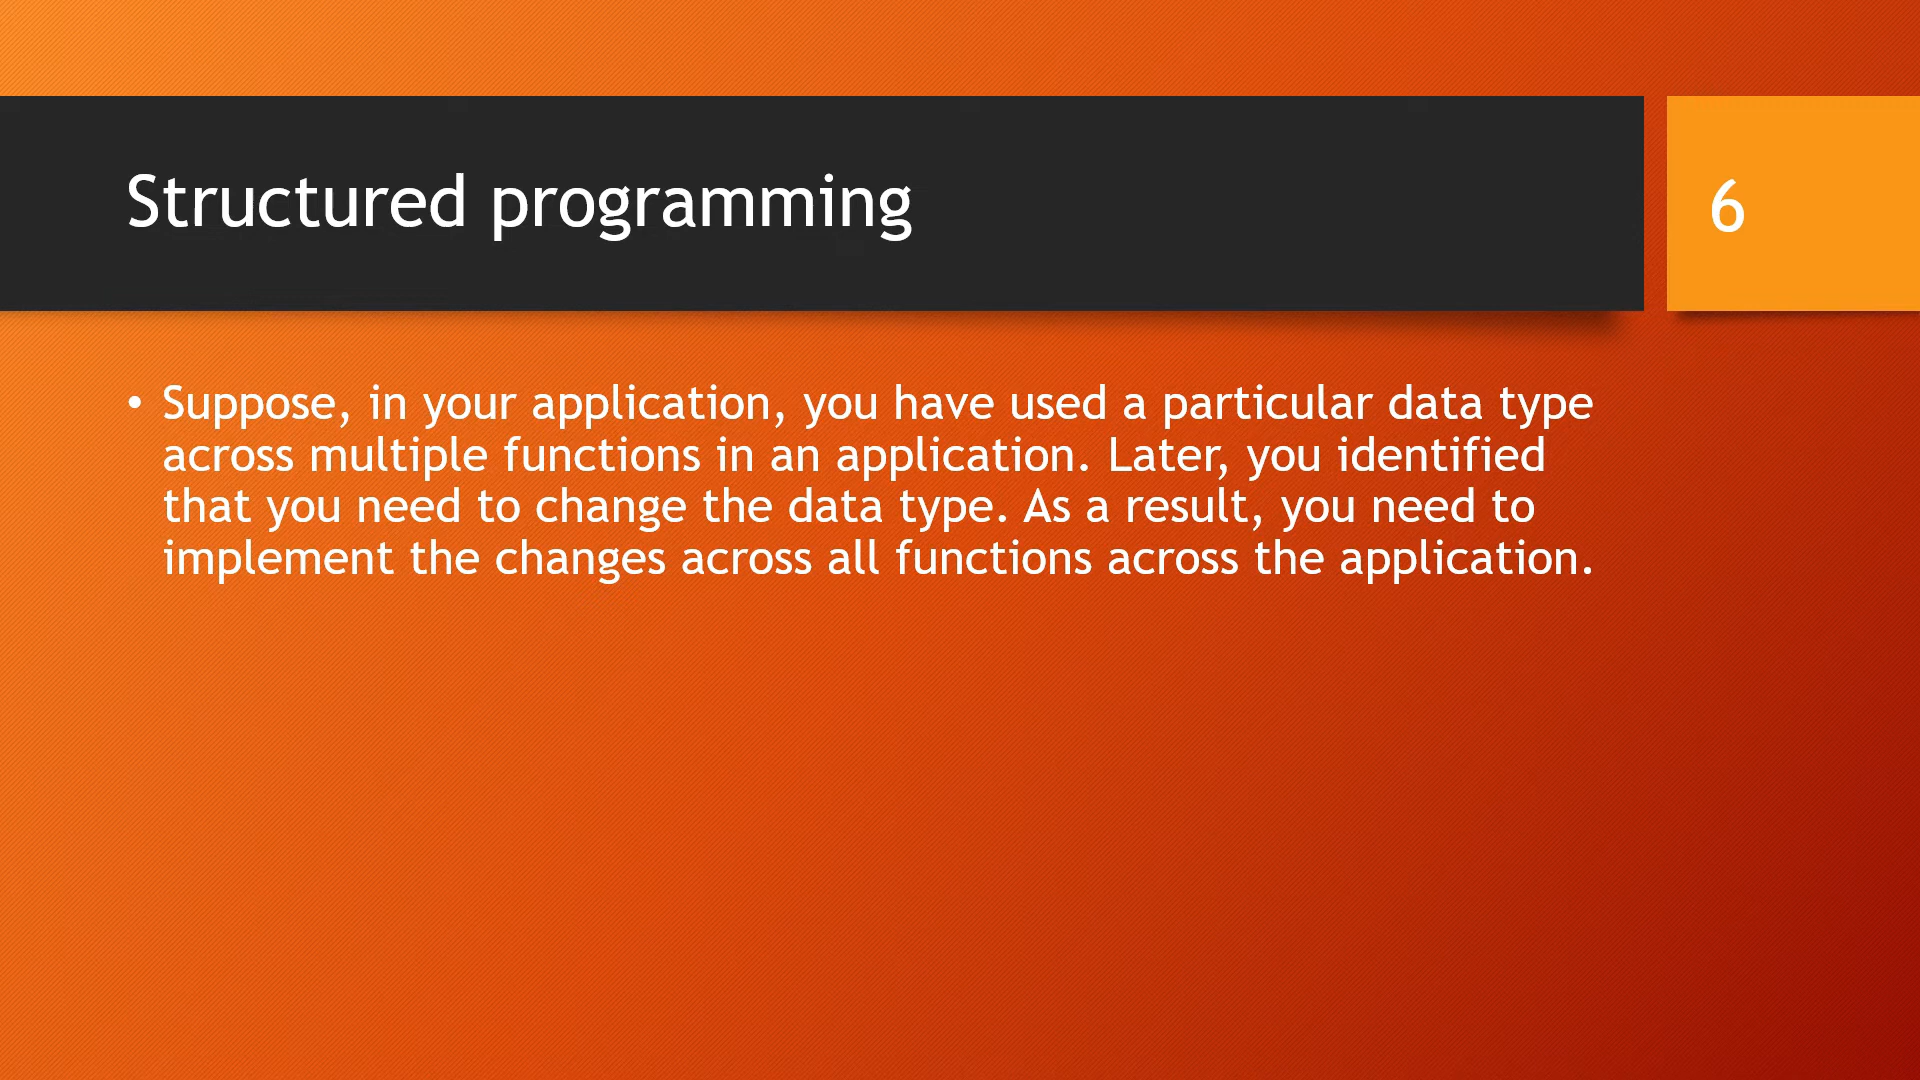 Structured programming
6
• Suppose, in your application, you have used a particular data type
across multiple functions in an application. Later, you identified
that you need to change the data type. As a result, you need to
implement the changes across all functions across the application.